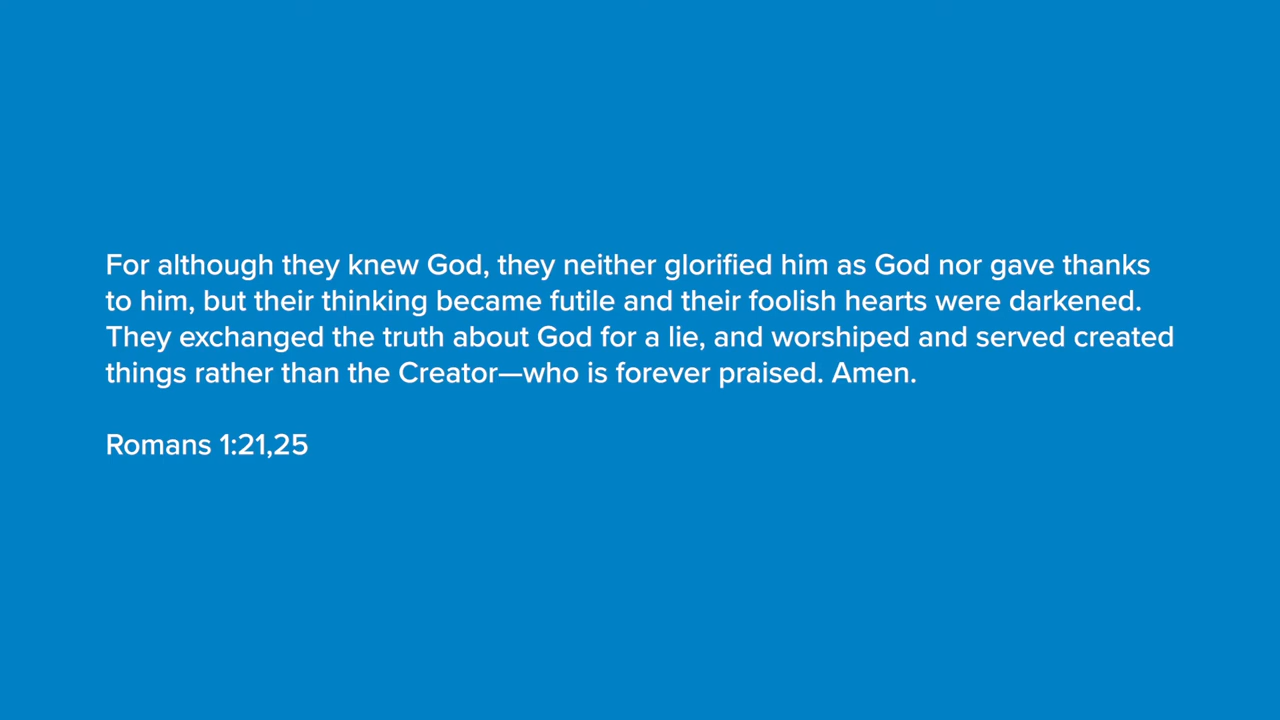 For although they knew God, they neither glorified him as God nor gave thanks
to him, but their thinking became futile and their foolish hearts were darkened.
They exchanged the truth about God for a lie, and worshiped and served created
things rather than the Creator—who is forever praised. Amen.
Romans 1:21,25